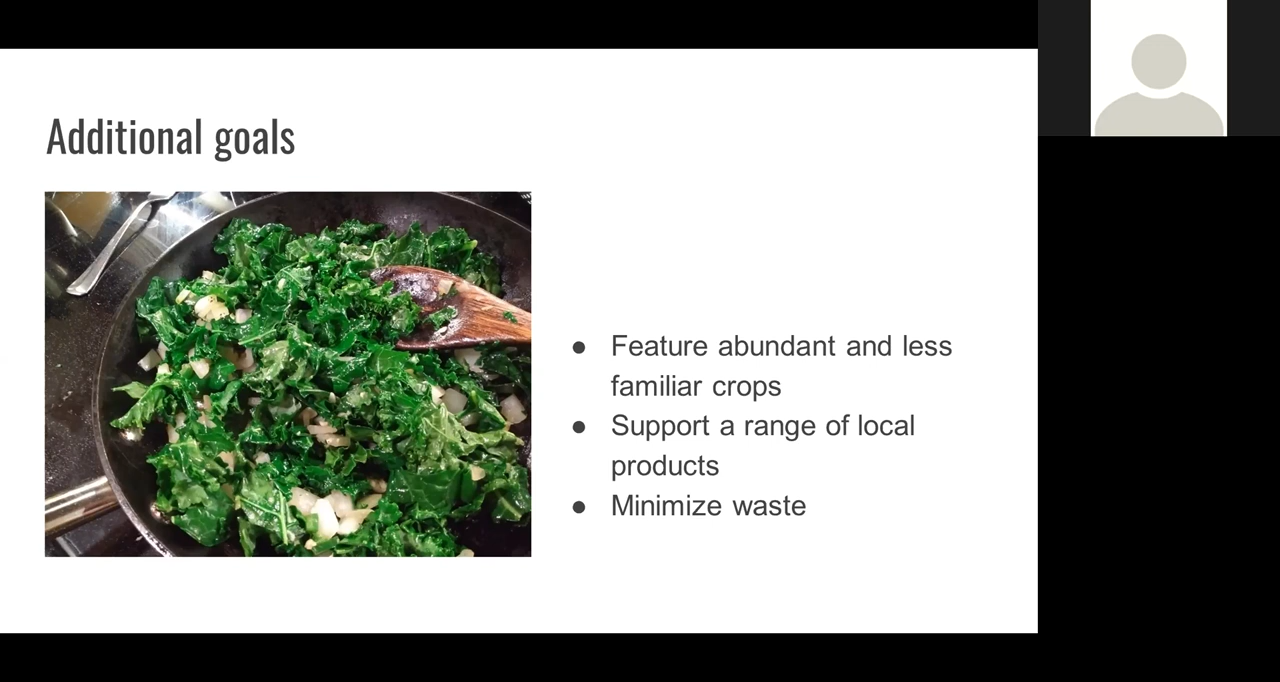 Additional goals
● Feature abundant and less
familiar crops
● Support a range of local
products
● Minimize waste